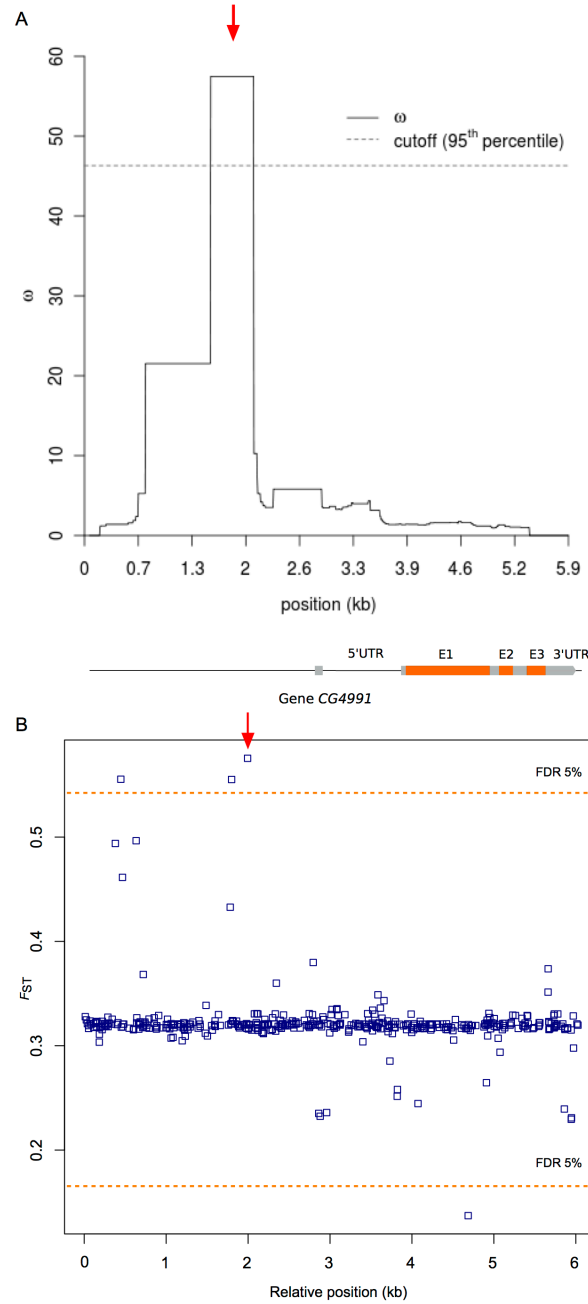 A
60
50
40
30
20
10
0
ω
ω
cutoff (95th percentile)
0 0.7 1.3 2 2.6 3.3 3.9 4.6 5.2 5.9
position (kb)
5'UTR E1 E2 E3 3'UTR
Gene CG4991
B
FDR 5%
0.5
0.4
0.3
0.2
FST
FDR 5%
0 1 2 3 4 5 6
Relative position (kb)